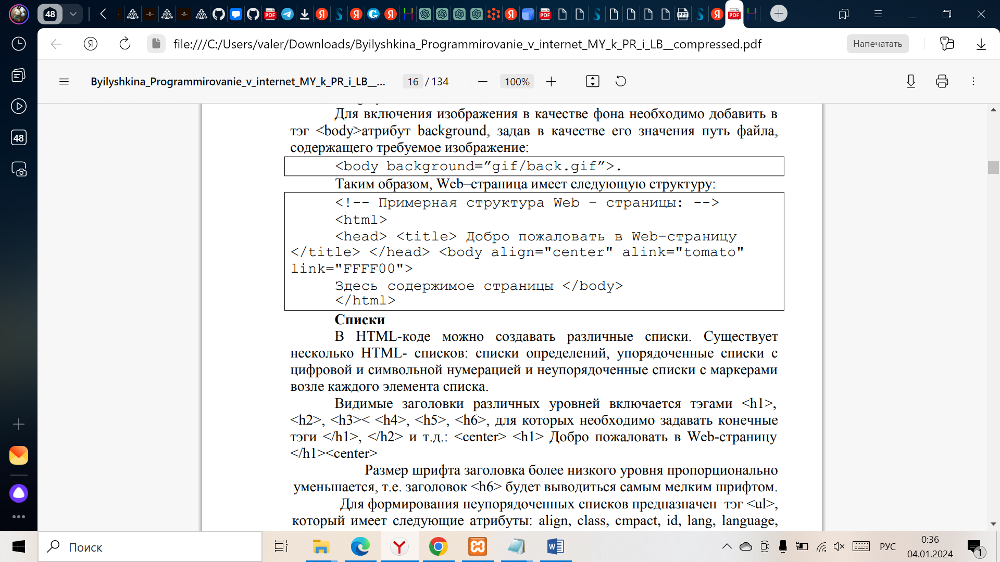 48
file:///C:/Users/valer/Downloads/Byilyshkina_Programmirovanie_v_internet_MY_k_PR_i_LB__compressed.pdf
Напечатать
Byilyshkina_Programmirovanie_v_internet_MY_k_PR_i_LB__...
16 / 134
100%
48
Для включения изображения в качестве фона необходимо добавить в
тэг <body>атрибут background, задав в качестве его значения путь файла,
содержащего требуемое изображение:
<body background=”gif/back.gif”>.
Таким образом, Web–страница имеет следующую структуру:
<!-- Примерная структура Web – страницы: -->
<html>
<head> <title> Добро пожаловать в Web–страницу
</title> </head> <body align="center" alink="tomato"
link="FFFF00">
Здесь содержимое страницы </body>
</html>
Списки
В HTML-коде можно создавать различные списки. Существует
несколько HTML- списков: списки определений, упорядоченные списки с
цифровой и символьной нумерацией и неупорядоченные списки с маркерами
возле каждого элемента списка.
Видимые заголовки различных уровней включается тэгами <h1>,
<h2>, <h3>< <h4>, <h5>, <h6>, для которых необходимо задавать конечные
тэги </h1>, </h2> и т.д.: <center> <h1> Добро пожаловать в Web-страницу
</h1><center>
Размер шрифта заголовка более низкого уровня пропорционально
уменьшается, т.е. заголовок <h6> будет выводиться самым мелким шрифтом.
Для формирования неупорядоченных списков предназначен тэг <ul>,
который имеет следующие атрибуты: align, class, cmpact, id, lang, language,
Поиск
РУС
0:36
04.01.2024
1